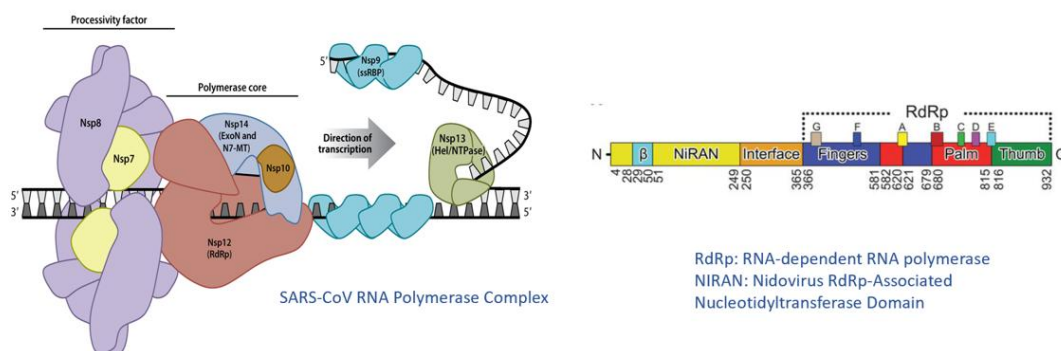 Processivity factor
Nsp8
Nsp7
Polymerase core
Nsp14
(ExoN and
N7-MT)
Nsp10
Nsp12
(RdRp)
5'
3'
3'
5'
5'
Nsp9
(ssRBP)
Direction of
transcription
Nsp13
(Hel/NTPase)
SARS-CoV RNA Polymerase Complex
RdRp
G F A B C D E
N β NiRAN Interface Fingers Palm Thumb C
4 28 29 50 51 249 250 365 366 581 582 620 621 679 680 815 816 932
RdRp: RNA-dependent RNA polymerase
NIRAN: Nidovirus RdRp-Associated
Nucleotidyltransferase Domain